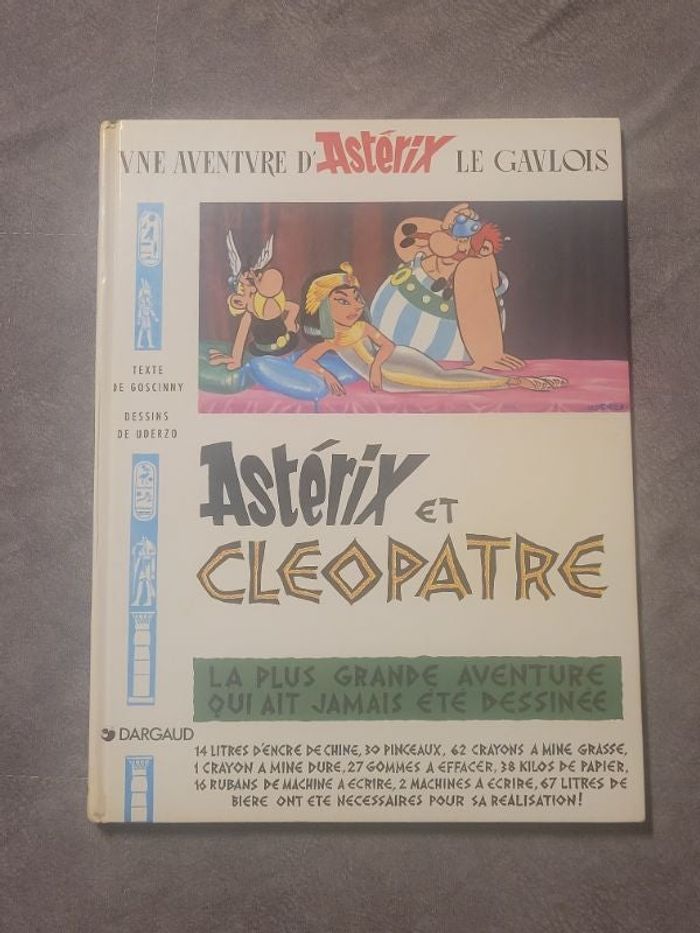 VNE AVENTVRE D'Astérix LE GAVLOIS
TEXTE
DE GOSCINNY
DESSINS
DE UDERZO
Astérix ET
CLEOPATRE
LA PLUS GRANDE AVENTURE
QUI AIT JAMAIS ÉTÉ DESSINÉE
DARGAUD
14 LITRES D'ENCRE DE CHINE, 30 PINCEAUX, 62 CRAYONS A MINE GRASSE,
1 CRAYON A MINE DURE, 27 GOMMES A EFFACER, 38 KILOS DE PAPIER,
16 RUBANS DE MACHINE A ECRIRE, 2 MACHINES A ECRIRE, 67 LITRES DE
BIERE ONT ETE NECESSAIRES POUR SA REALISATION!